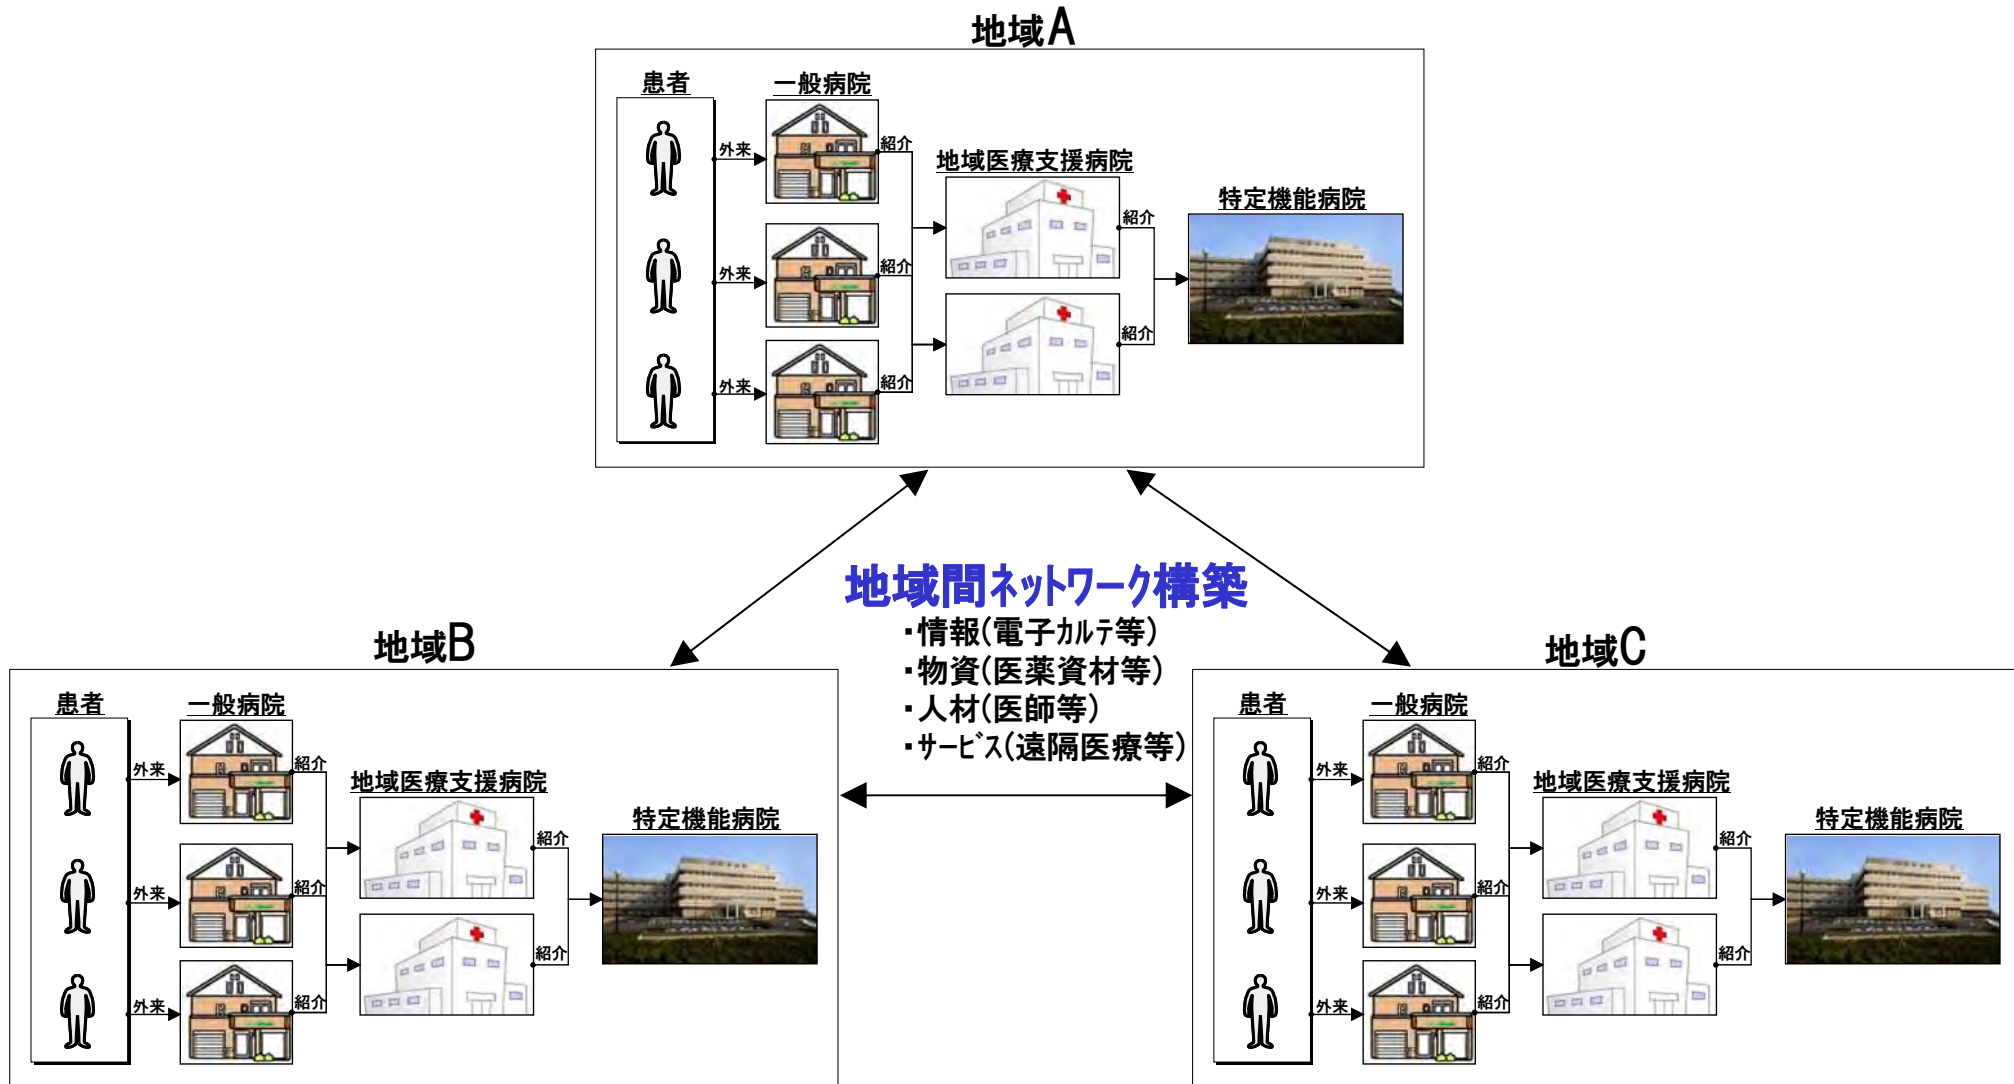 地域A
患者
一般病院
外来
紹介
地域医療支援病院
特定機能病院
紹介
外来
紹介
紹介
外来
紹介
地域間ネットワーク構築
・情報(電子カルテ等)
・物資(医薬資材等)
・人材(医師等)
・サービス(遠隔医療等)
地域B
患者
一般病院
外来
紹介
地域医療支援病院
特定機能病院
紹介
外来
紹介
紹介
外来
紹介
地域C
患者
一般病院
外来
紹介
地域医療支援病院
特定機能病院
紹介
外来
紹介
紹介
外来
紹介